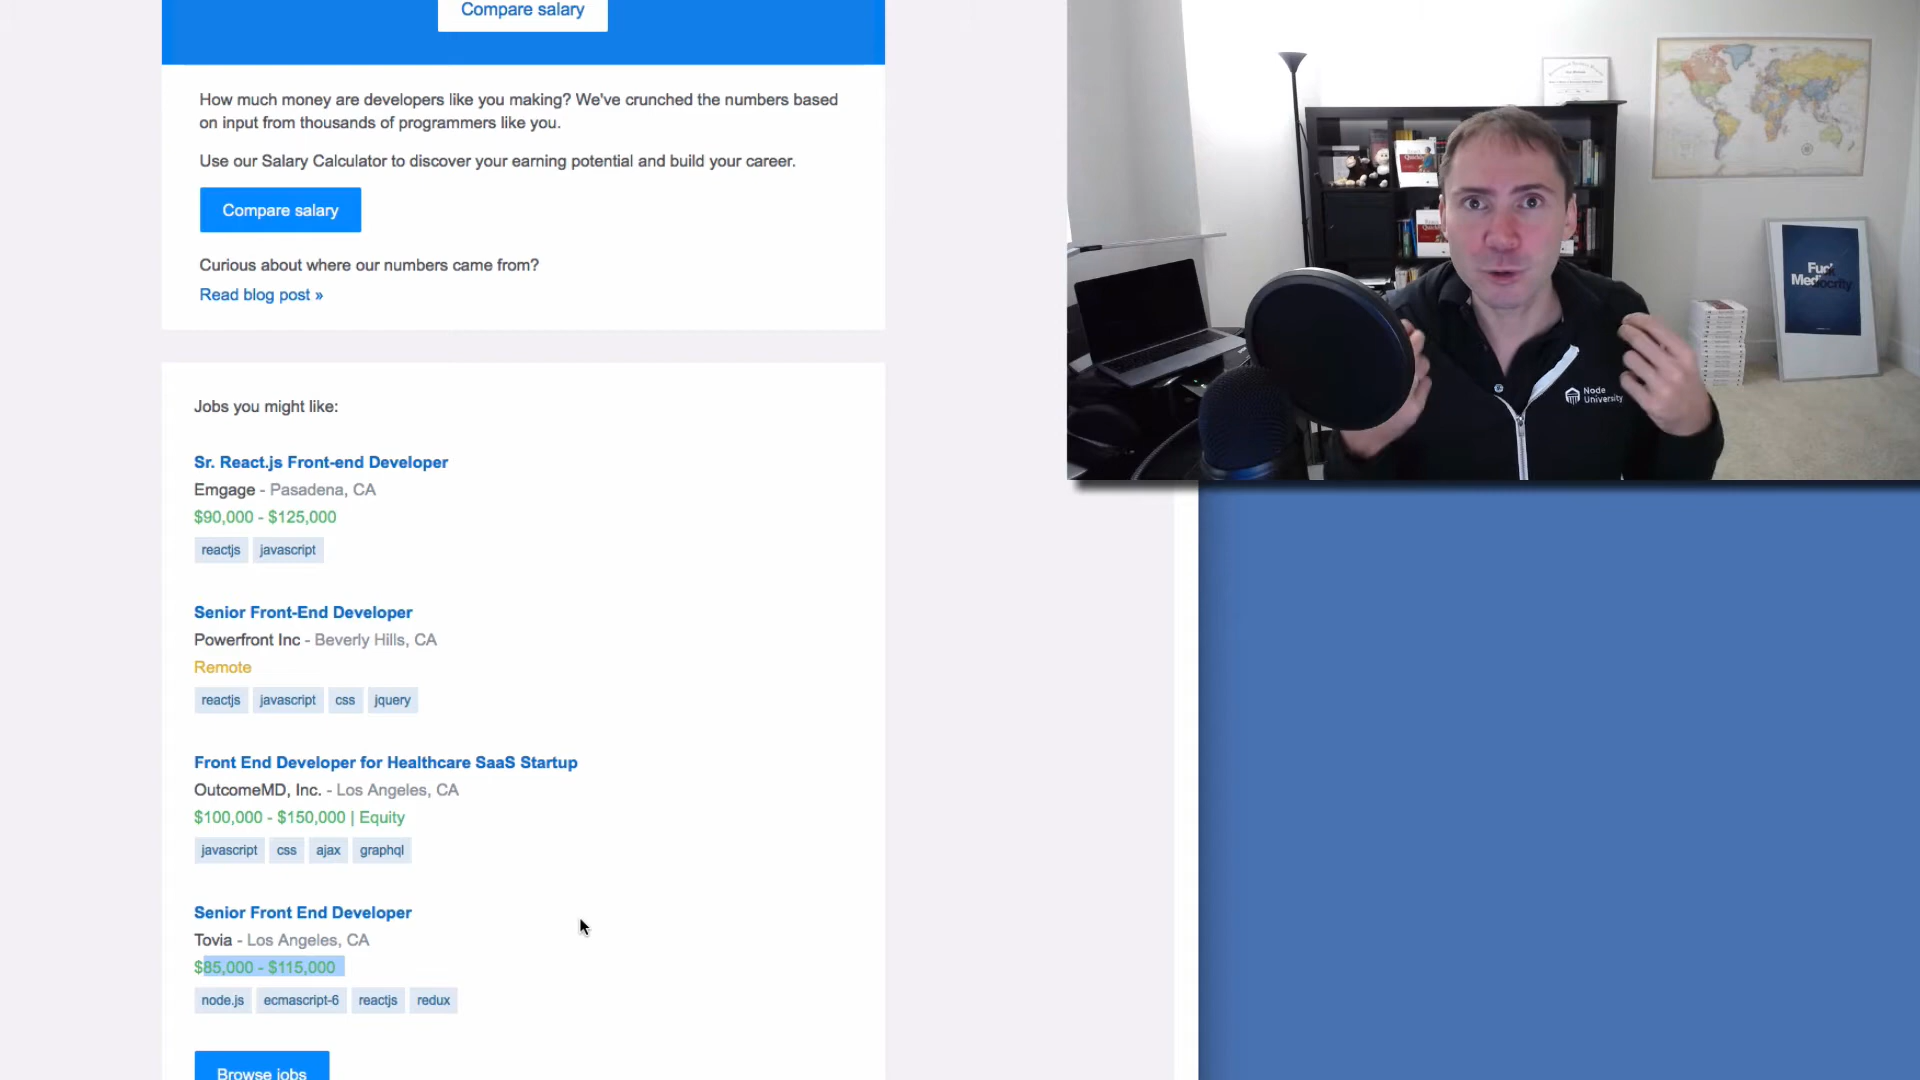 Compare salary
How much money are developers like you making? We've crunched the numbers based
on input from thousands of programmers like you.
Use our Salary Calculator to discover your earning potential and build your career.
Compare salary
Curious about where our numbers came from?
Read blog post »
Jobs you might like:
Sr. React.js Front-end Developer
Emgage - Pasadena, CA
$90,000 - $125,000
reactjs javascript
Senior Front-End Developer
Powerfront Inc - Beverly Hills, CA
Remote
reactjs javascript css jquery
Front End Developer for Healthcare SaaS Startup
OutcomeMD, Inc. - Los Angeles, CA
$100,000 - $150,000 | Equity
javascript css ajax graphql
Senior Front End Developer
Tovia - Los Angeles, CA
$85,000 - $115,000
node.js ecmascript-6 reactjs redux
Browse jobs
Fuck
Mediocrity
Node
University